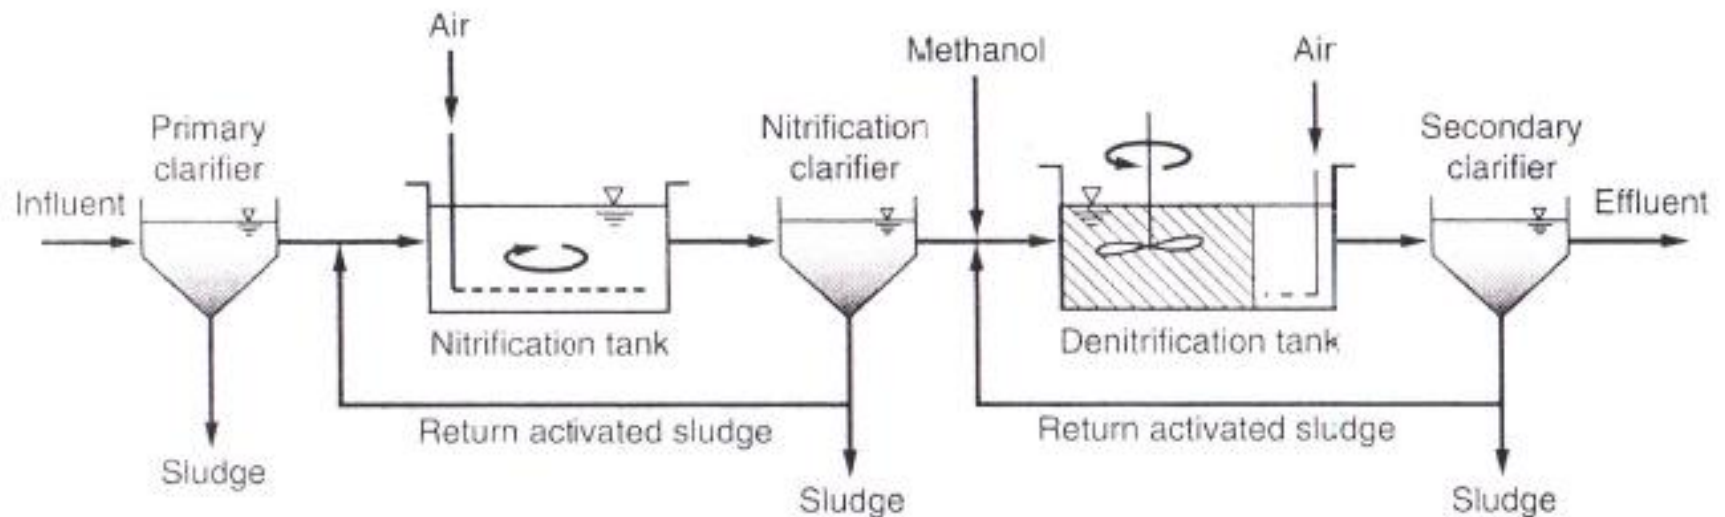 Air
Methanol
Air
Primary
clarifier
Nitrification
clarifier
Secondary
clarifier
Influent
Effluent
Nitrification tank
Denitrification tank
Return activated sludge
Return activated sludge
Sludge
Sludge
Sludge